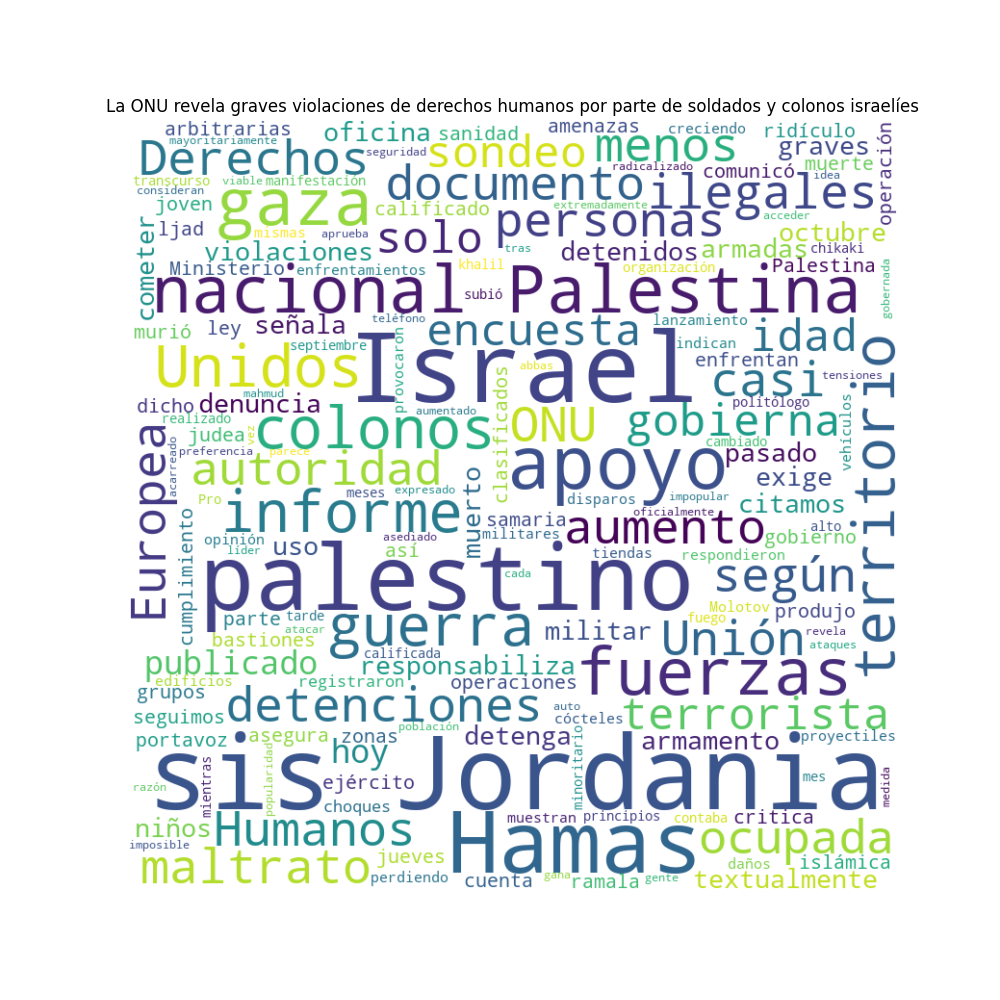 La ONU revela graves violaciones de derechos humanos por parte de soldados y colonos israelíes
arbitrarias
oficina
sanidad
amenazas
creciendo
ridículo
mayoritariamente
Derechos
seguridad
sondeo
menos
graves
operación
radicalizado
comunicó
muerte
transcurso
consideran
viable
manifestación
documento
ilegales
idea
joven
gaza
calificado
extremadamente
personas
acceder
octubre
cometer
ljad
mismas
aprueba
solo
tras
detenidos
armadas
chikaki
violaciones
Ministerio
enfrentamientos
khalil
organización
Palestina
gobernada
nacional
subió
Palestina
murió
ley
señala
teléfono
encuesta
lanzamiento
idad
septiembre
provocaron
Israel
indican
enfrentan
Unidos
abbas
casi
tensiones
territorio
dicho
denuncia
mahmud
aumentado
clasificados
politólogo
vehículos
realizado
colonos
ONU
gobierna
Europea
judea
vez
cambiado
acarreado
preferencia
parece
apoyo
pasado
autoridad
muerto
exige
Pro
meses
expresado
disparos
impopular
citamos
informe
samaria
oficialmente
cumplimiento
opinión
uso
asediado
militares
aumento
alto
líder
así
tiendas
respondieron
gobierno
palestino
cada
según
parte
tarde
Molotov
produjo
bastiones
atacar
guerra
militar
fuego
Unión
revela
ataques
publicado
calificada
responsabiliza
fuerzas
edificios
registraron
operaciones
grupos
detenciones
auto
seguimos
población
cócteles
terrorista
portavoz
asegura
zonas
detenga
minoritario
armamento
proyectiles
hoy
mientras
popularidad
sis
Jordania
ejército
mes
medida
razón
choques
niños
Humanos
muestran
principios
contaba
critica
imposible
Hamas
ocupada
maltrato
jueves
daños
islámica
perdiendo
cuenta
gana
ramala
gente
textualmente